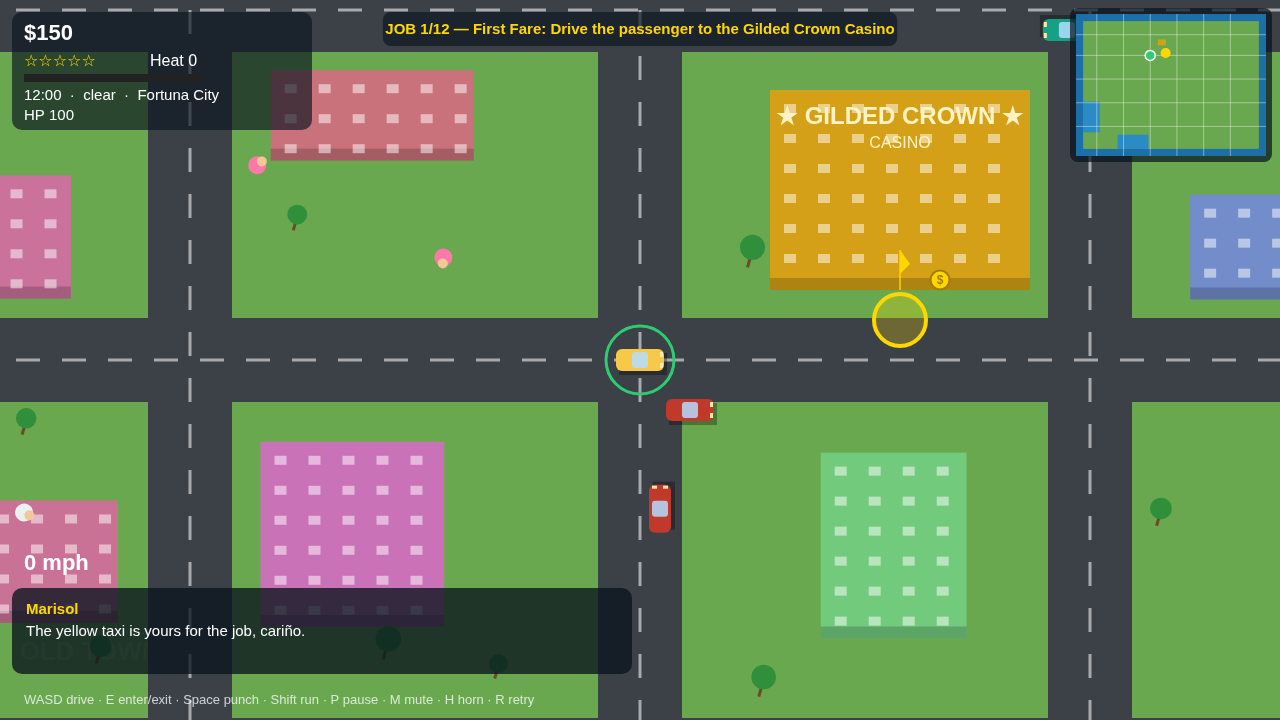 $150
☆☆☆☆☆ Heat 0
12:00 · clear · Fortuna City
HP 100
JOB 1/12 — First Fare: Drive the passenger to the Gilded Crown Casino
★ GILDED CROWN ★
CASINO
$
0 mph
Marisol
The yellow taxi is yours for the job, cariño.
OLD TOWN
WASD drive · E enter/exit · Space punch · Shift run · P pause · M mute · H horn · R retry